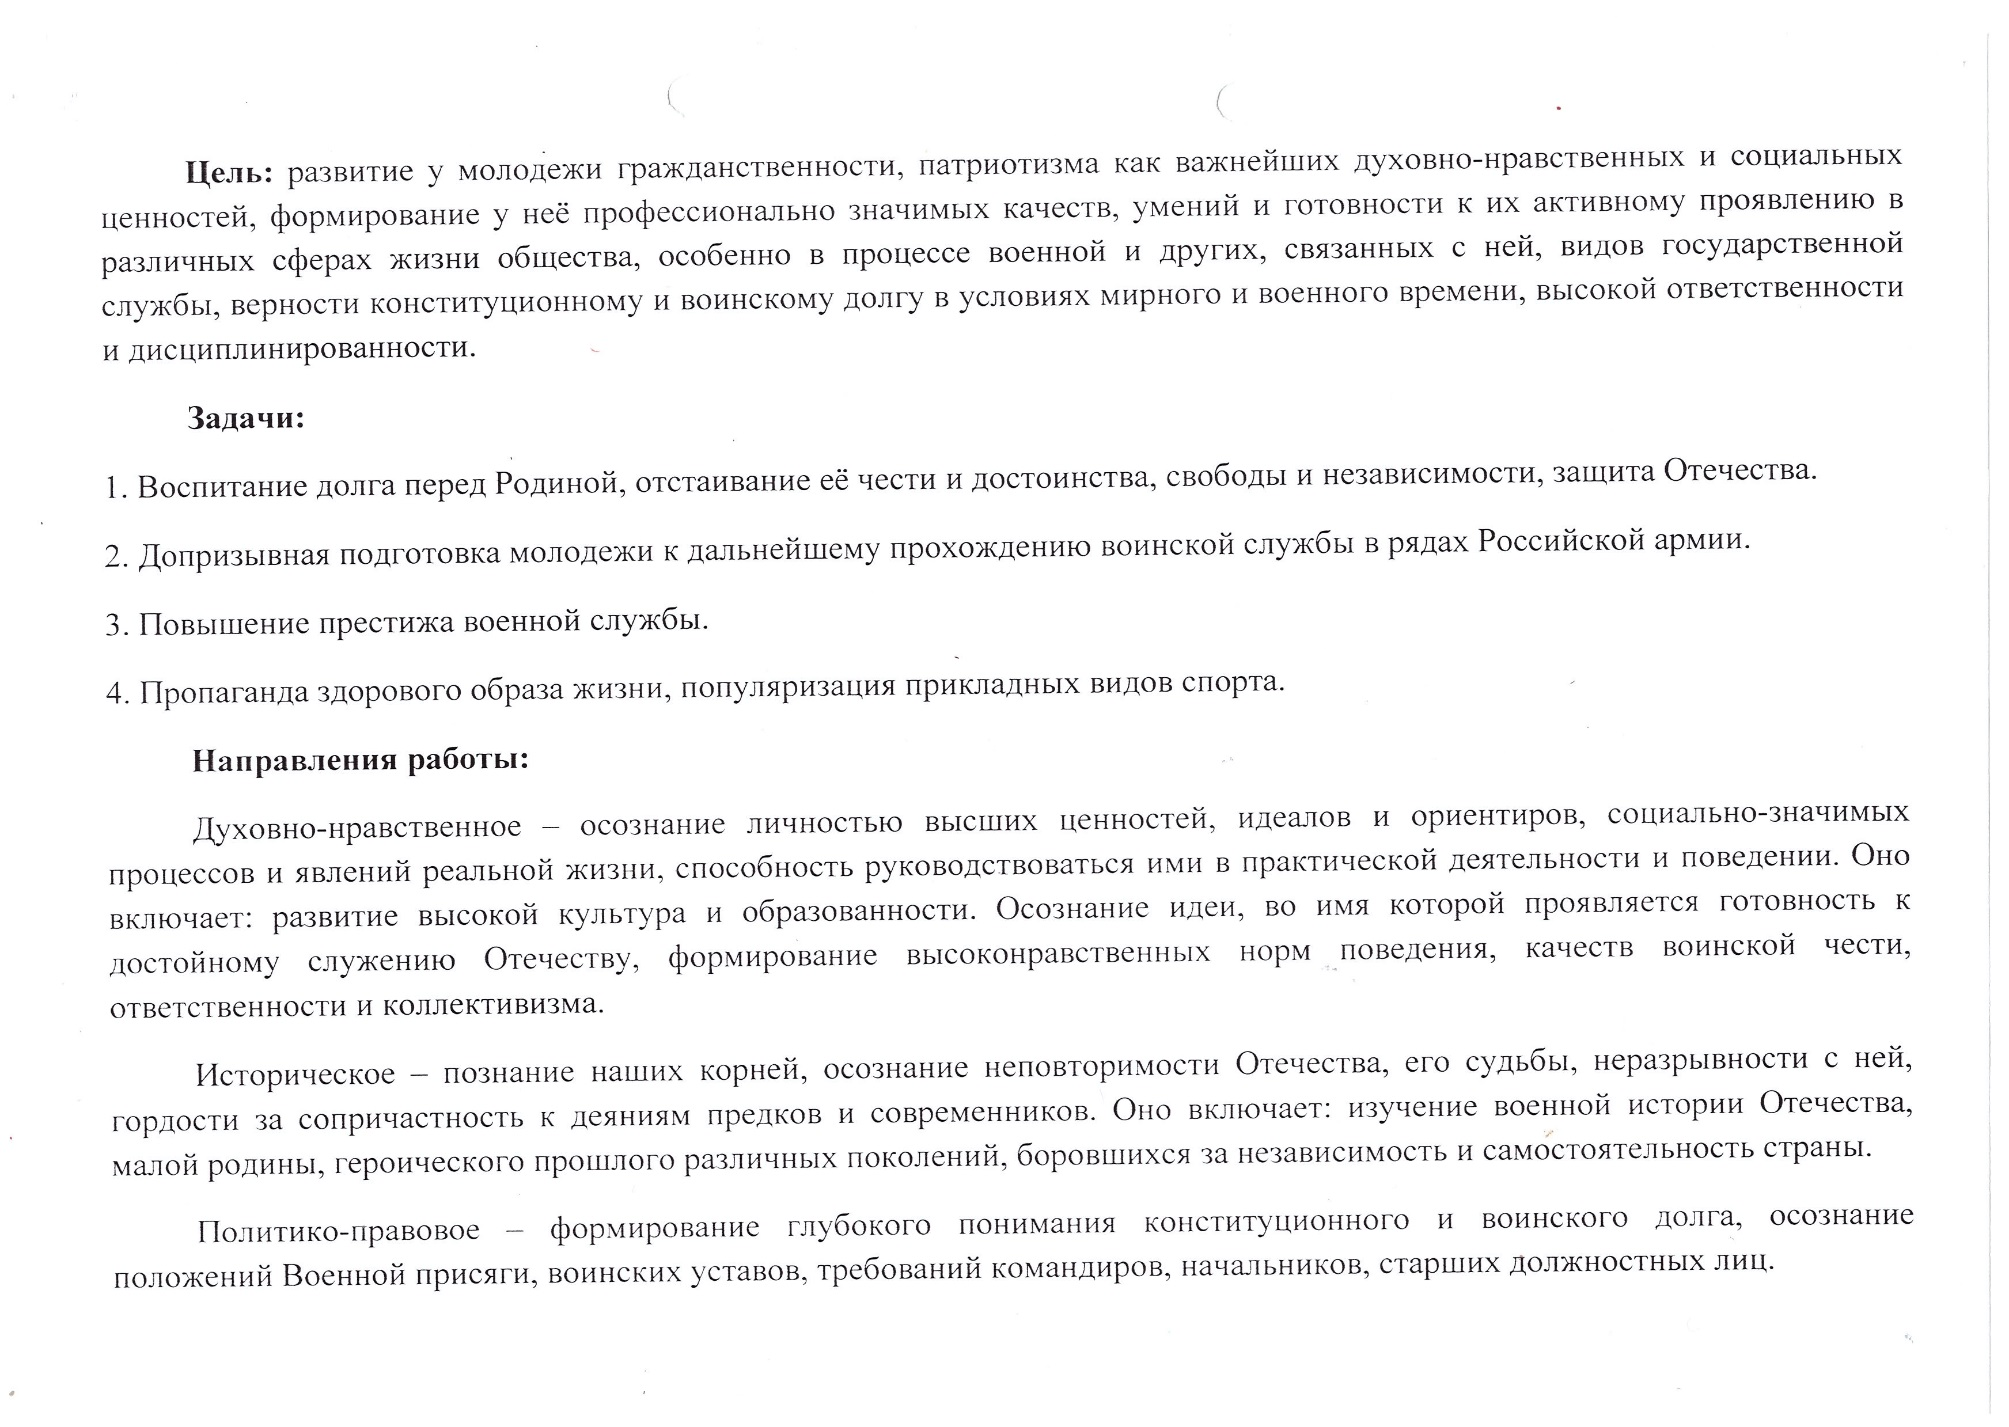 Цель: развитие у молодежи гражданственности, патриотизма как важнейших духовно-нравственных и социальных
ценностей, формирование у неё профессионально значимых качеств, умений и готовности к их активному проявлению в
различных сферах жизни общества, особенно в процессе военной и других, связанных с ней, видов государственной
службы, верности конституционному и воинскому долгу в условиях мирного и военного времени, высокой ответственности
и дисциплинированности.
Задачи:
1. Воспитание долга перед Родиной, отстаивание её чести и достоинства, свободы и независимости, защита Отечества.
2. Допризывная подготовка молодежи к дальнейшему прохождению воинской службы в рядах Российской армии.
3. Повышение престижа военной службы.
4. Пропаганда здорового образа жизни, популяризация прикладных видов спорта.
Направления работы:
Духовно-нравственное – осознание личностью высших ценностей, идеалов и ориентиров, социально-значимых
процессов и явлений реальной жизни, способность руководствоваться ими в практической деятельности и поведении. Оно
включает: развитие высокой культура и образованности. Осознание идеи, во имя которой проявляется готовность к
достойному служению Отечеству, формирование высоконравственных норм поведения, качеств воинской чести,
ответственности и коллективизма.
Историческое – познание наших корней, осознание неповторимости Отечества, его судьбы, неразрывности с ней,
гордости за сопричастность к деяниям предков и современников. Оно включает: изучение военной истории Отечества,
малой родины, героического прошлого различных поколений, боровшихся за независимость и самостоятельность страны.
Политико-правовое – формирование глубокого понимания конституционного и воинского долга, осознание
положений Военной присяги, воинских уставов, требований командиров, начальников, старших должностных лиц.